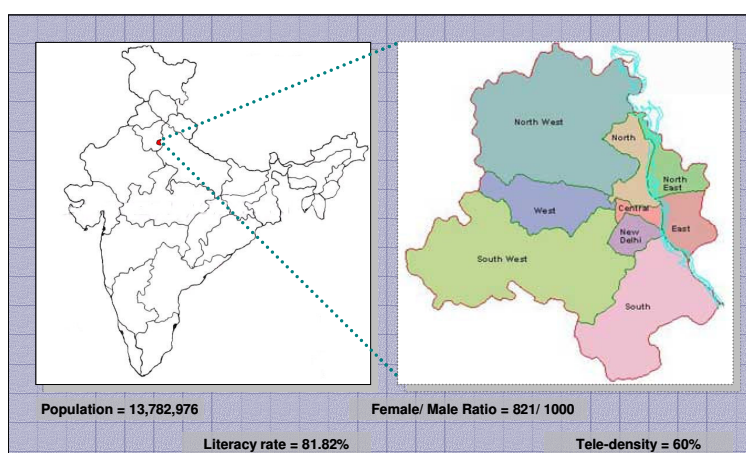 North West
North
North
East
Central
West
New
Delhi
East
South West
South
Population = 13,782,976
Female/ Male Ratio = 821/ 1000
Literacy rate = 81.82%
Tele-density = 60%